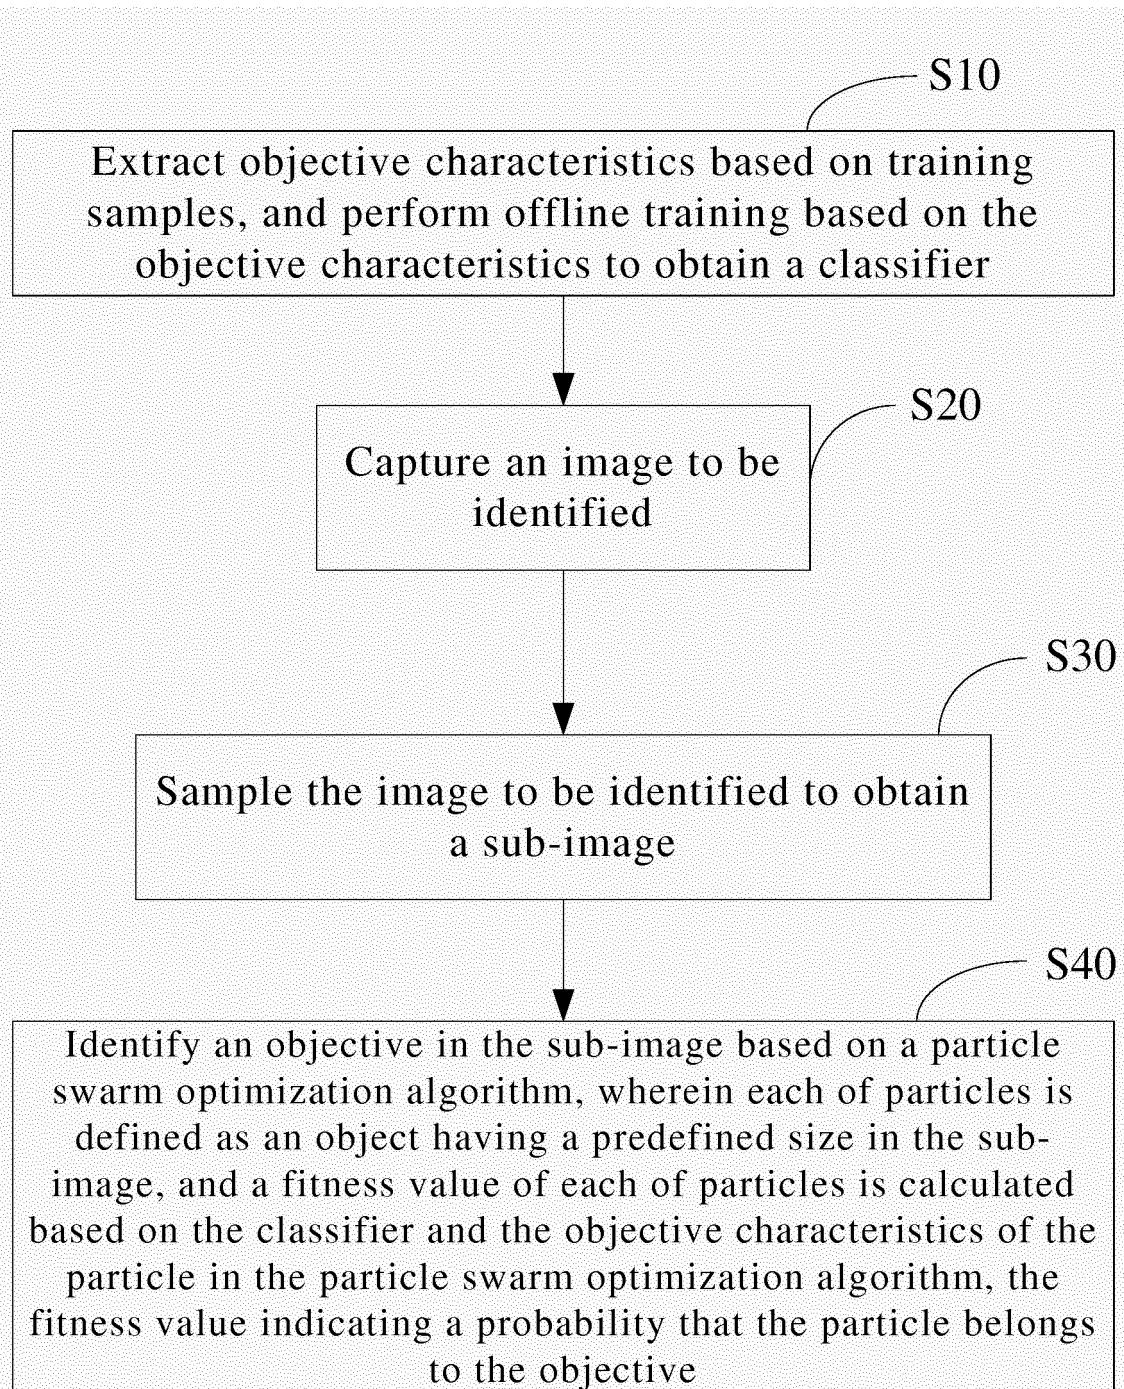 S10
Extract objective characteristics based on training
samples, and perform offline training based on the
objective characteristics to obtain a classifier
S20
Capture an image to be
identified
S30
Sample the image to be identified to obtain
a sub-image
S40
Identify an objective in the sub-image based on a particle
swarm optimization algorithm, wherein each of particles is
defined as an object having a predefined size in the sub-
image, and a fitness value of each of particles is calculated
based on the classifier and the objective characteristics of the
particle in the particle swarm optimization algorithm, the
fitness value indicating a probability that the particle belongs
to the objective